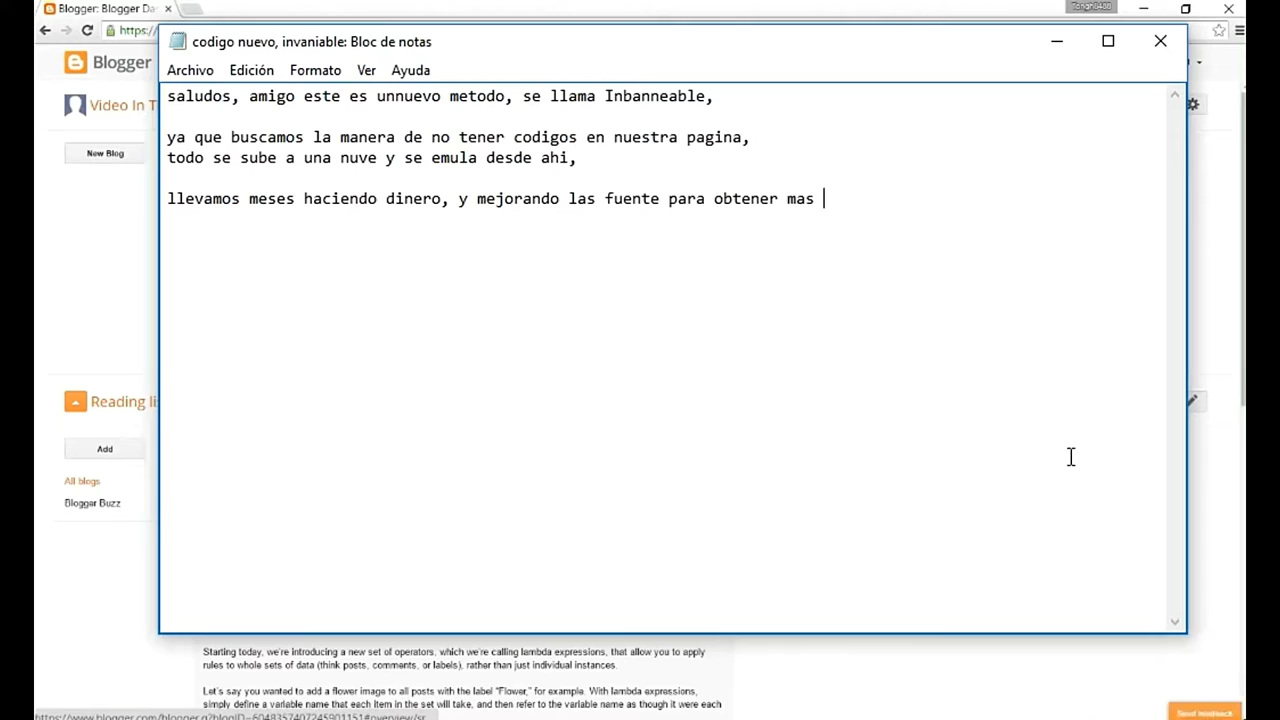 Blogger: Blogger Da
https://
codigo nuevo, invaniable: Bloc de notas
Blogger
Archivo Edición Formato Ver Ayuda
saludos, amigo este es unnuevo metodo, se llama Inbanneable,
Video In T
ya que buscamos la manera de no tener codigos en nuestra pagina,
New Blog
todo se sube a una nuve y se emula desde ahi,
llevamos meses haciendo dinero, y mejorando las fuente para obtener mas
Reading li
Add
All blogs
Blogger Buzz
Starting today, we're introducing a new set of operators, which we're calling lambda expressions, that allow you to apply
rules to whole sets of data (think posts, comments, or labels), rather than just individual instances.
Let's say you wanted to add a flower image to all posts with the label "Flower," for example. With lambda expressions,
simply define a variable name that each item in the set will take, and then refer to the variable name as though it were each
Send feedback